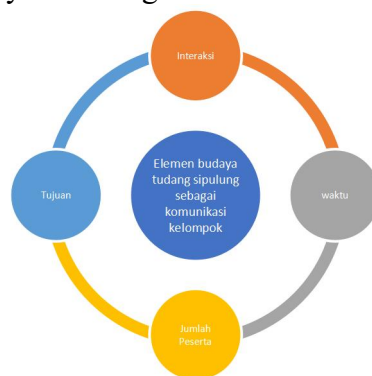 Interaksi
Elemen budaya
tudang sipulung
sebagai
komunikasi
kelompok
Tujuan
waktu
Jumlah
Peserta